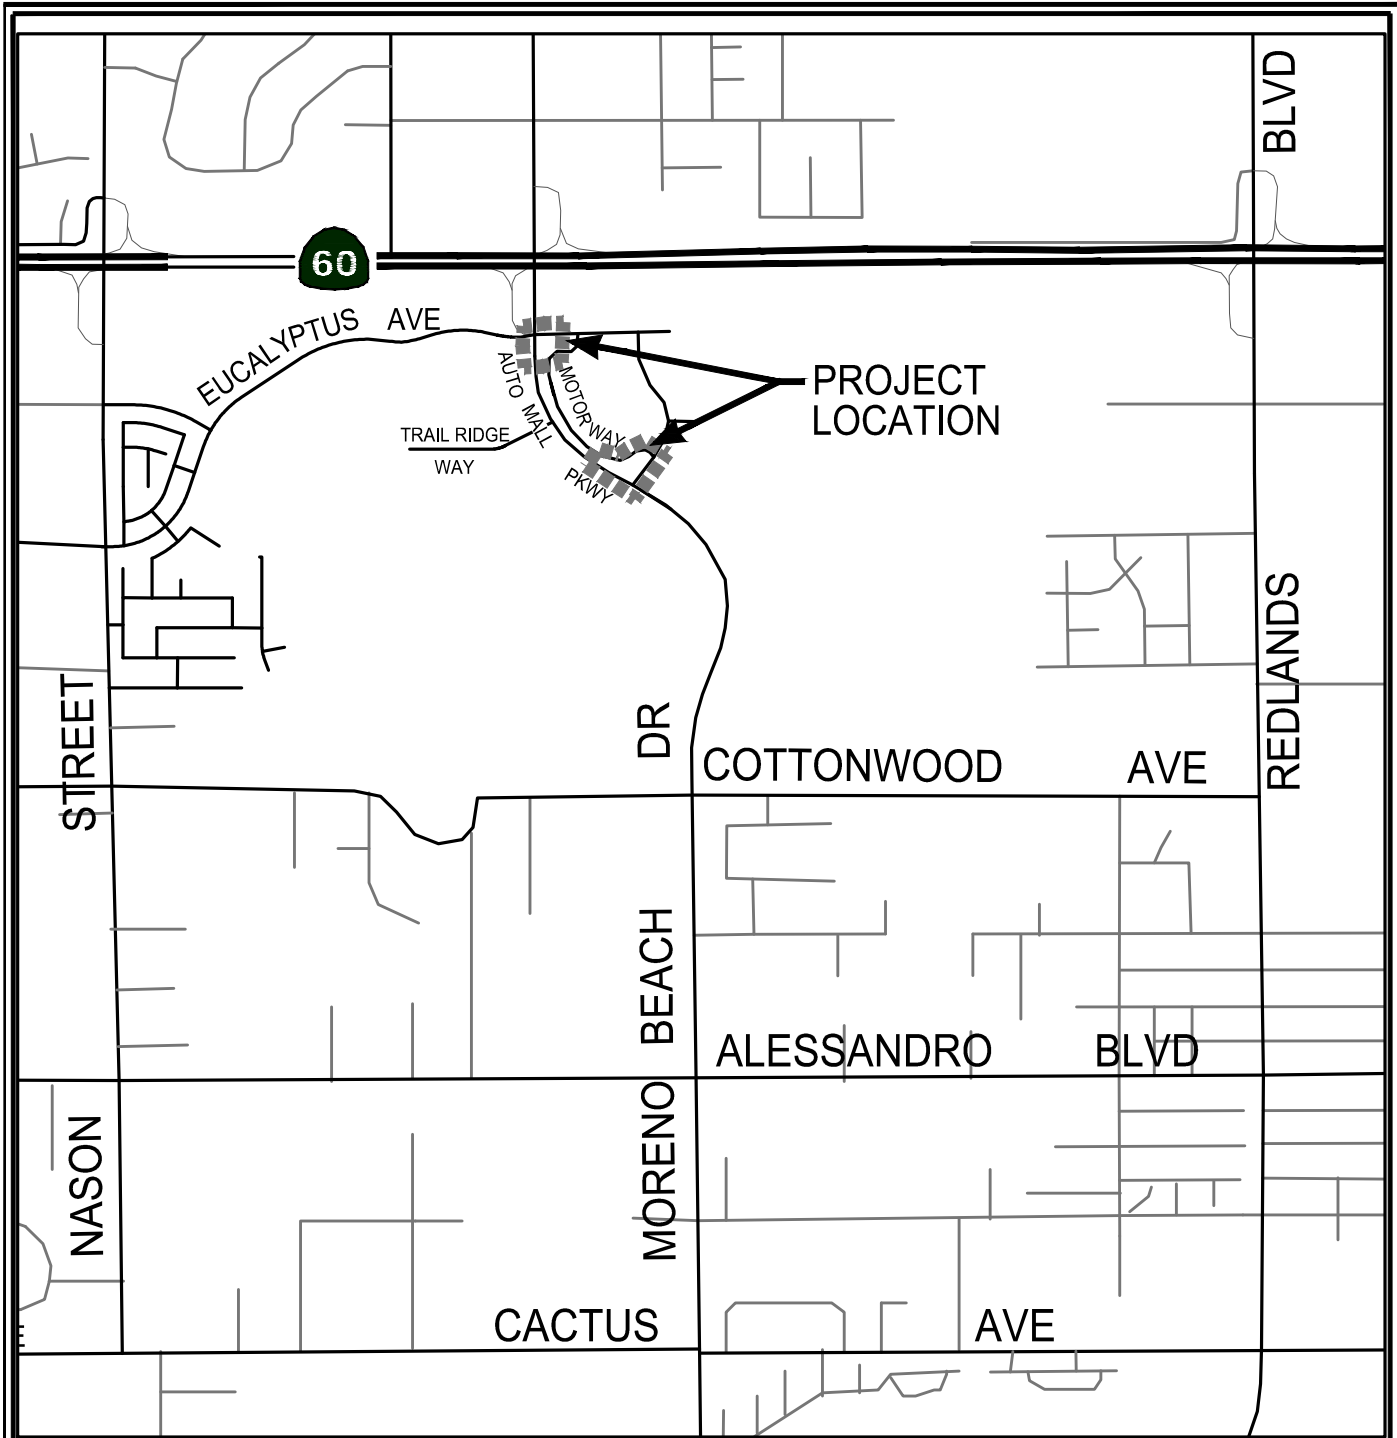 BLVD
60
EUCALYPTUS AVE
AUTO MALL
MOTORWAY
PROJECT
LOCATION
TRAIL RIDGE
WAY
PKWY
REDLANDS
STREET
DR
COTTONWOOD AVE
BEACH
ALESSANDRO BLVD
MORENO
NASON
CACTUS AVE